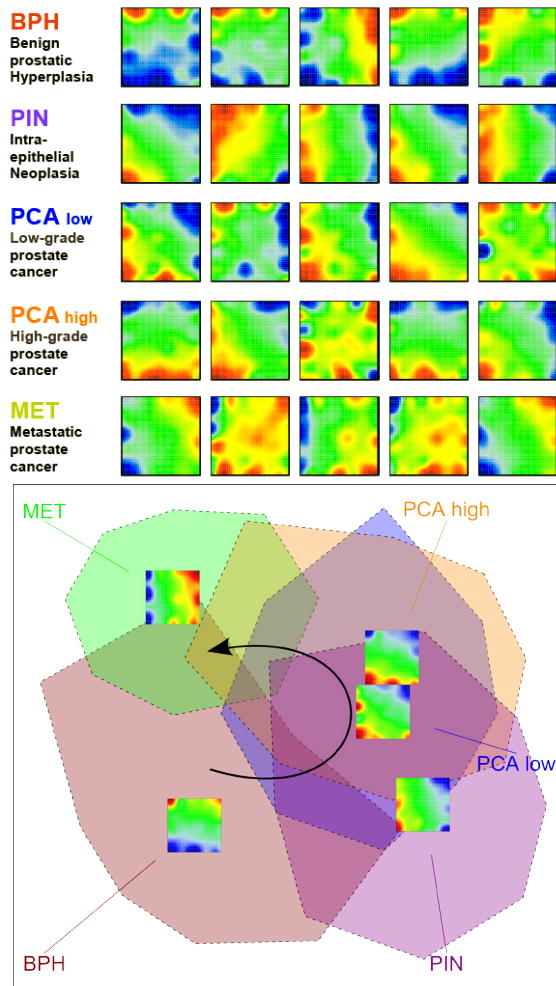 BPH
Benign
prostatic
Hyperplasia
PIN
Intra-
epithelial
Neoplasia
PCA low
Low-grade
prostate
cancer
PCA high
High-grade
prostate
cancer
MET
Metastatic
prostate
cancer
MET
PCA high
PCA low
BPH
PIN